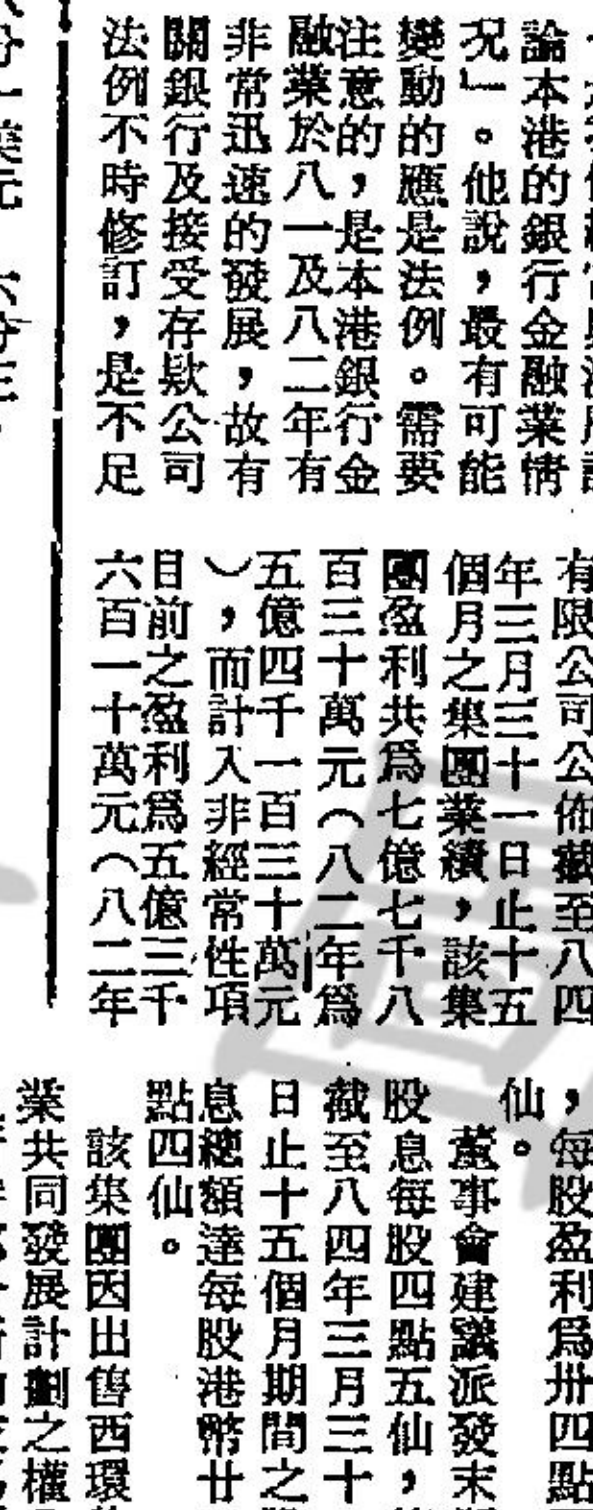 論本港的銀行金融業情
況」。他說，最有可能
變動的應是法例。需要
注意的，是本港銀行金
融業於八一及八二年有
非常迅速的發展，故有
關銀行及接受存款公司
法例不時修訂，是不足
有限公司公佈截至八四
年三月三十一日止十五
個月之集團業績，該集
團盈利共為七億七千八
百三十萬元（八二年為
五億四千一百三十萬元
），而計入非經常性項
目前之盈利為五億三千
六百一十萬元（八二年
，每股盈利為卅四點
仙。
董事會建議派發末
股息每股四點五仙，
截至八四年三月三十
日止十五個月期間之
息總額達每股港幣廿
點四仙。
該集團因出售西環
業共同發展計劃之權